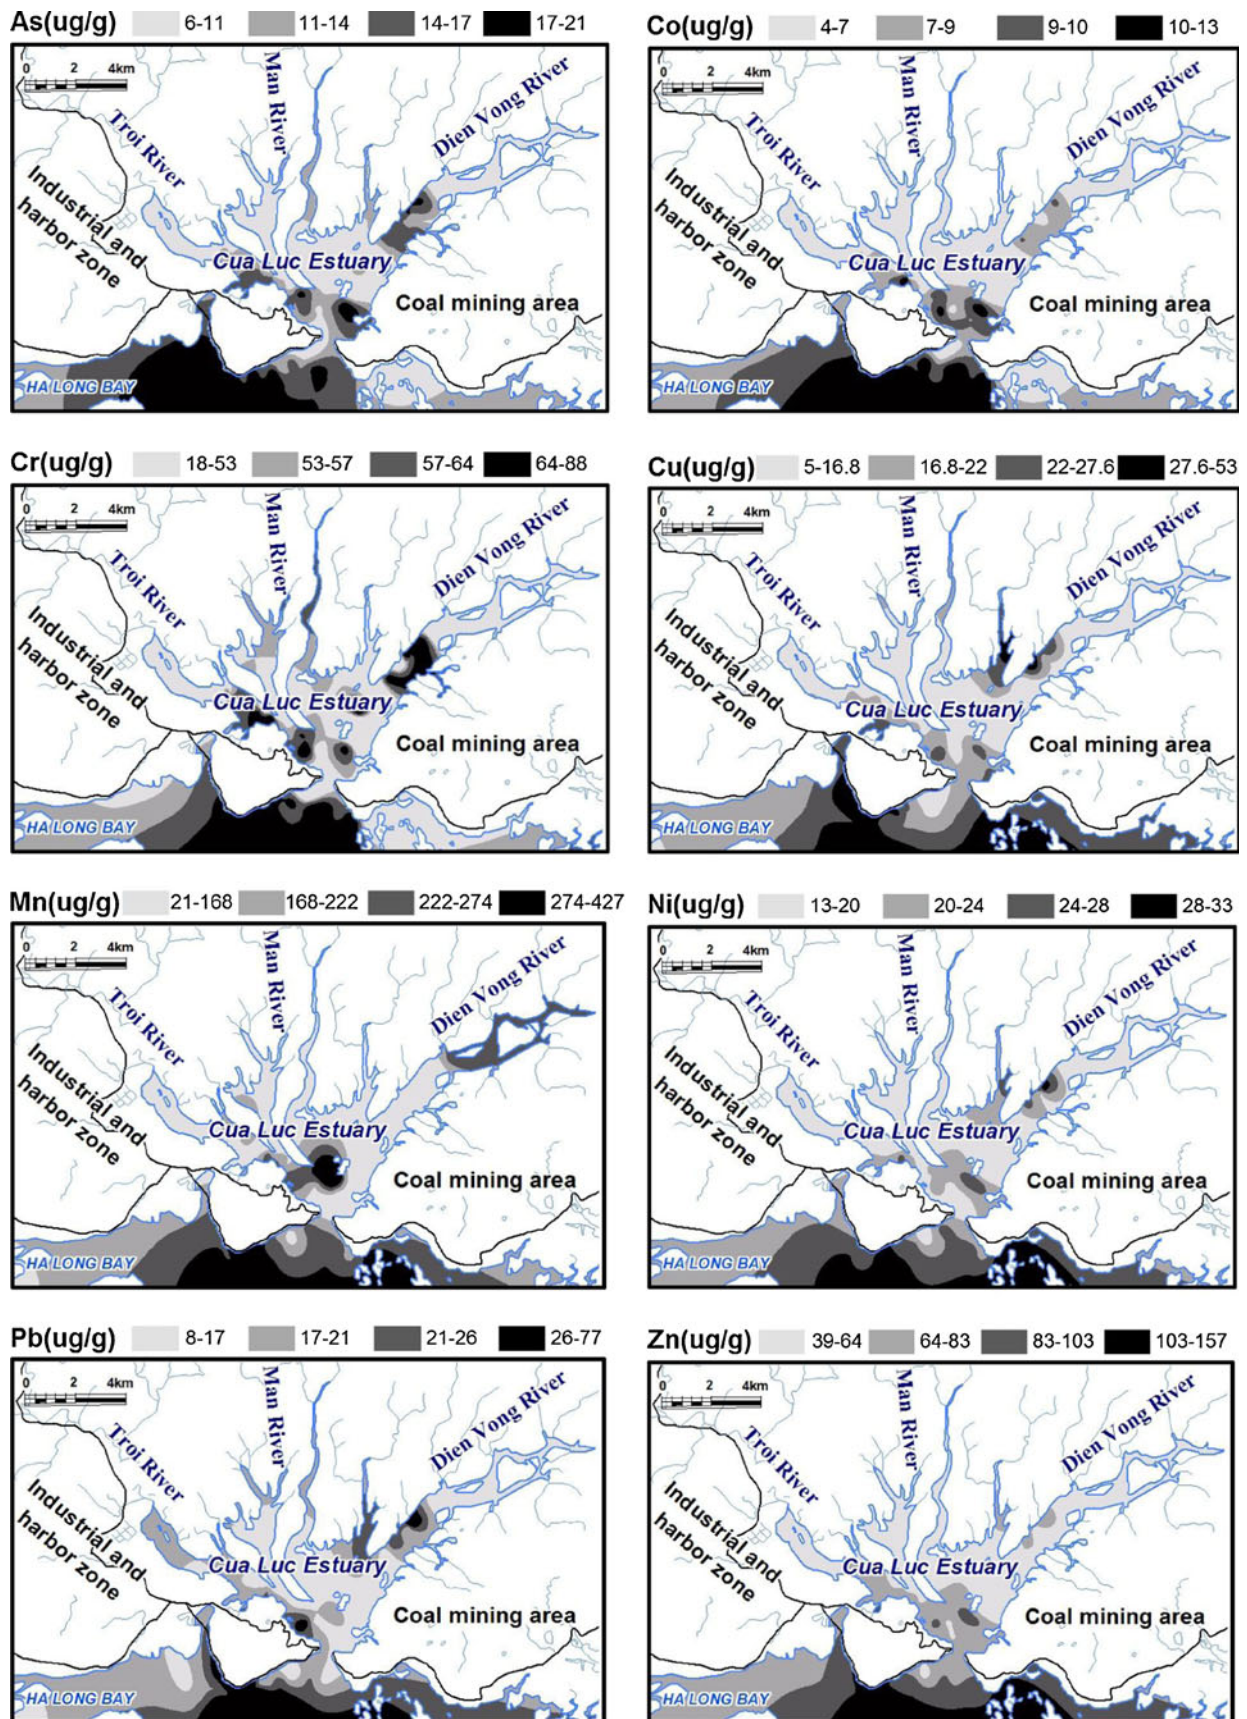 As(ug/g) 6-11 11-14 14-17 17-21
0 2 4km
Man River
Dien Vong River
Troi River
Industrial and
harbor zone
Cua Luc Estuary
Coal mining area
HA LONG BAY
Co(ug/g) 4-7 7-9 9-10 10-13
0 2 4km
Man River
Dien Vong River
Troi River
Industrial and
harbor zone
Cua Luc Estuary
Coal mining area
HA LONG BAY
Cr(ug/g) 18-53 53-57 57-64 64-88
0 2 4km
Man River
Dien Vong River
Troi River
Industrial and
harbor zone
Cua Luc Estuary
Coal mining area
HA LONG BAY
Cu(ug/g) 5-16.8 16.8-22 22-27.6 27.6-53
0 2 4km
Man River
Dien Vong River
Troi River
Industrial and
harbor zone
Cua Luc Estuary
Coal mining area
HA LONG BAY
Mn(ug/g) 21-168 168-222 222-274 274-427
0 2 4km
Man River
Dien Vong River
Troi River
Industrial and
harbor zone
Cua Luc Estuary
Coal mining area
HA LONG BAY
Ni(ug/g) 13-20 20-24 24-28 28-33
0 2 4km
Man River
Dien Vong River
Troi River
Industrial and
harbor zone
Cua Luc Estuary
Coal mining area
HA LONG BAY
Pb(ug/g) 8-17 17-21 21-26 26-77
0 2 4km
Man River
Dien Vong River
Troi River
Industrial and
harbor zone
Cua Luc Estuary
Coal mining area
HA LONG BAY
Zn(ug/g) 39-64 64-83 83-103 103-157
0 2 4km
Man River
Dien Vong River
Troi River
Industrial and
harbor zone
Cua Luc Estuary
Coal mining area
HA LONG BAY